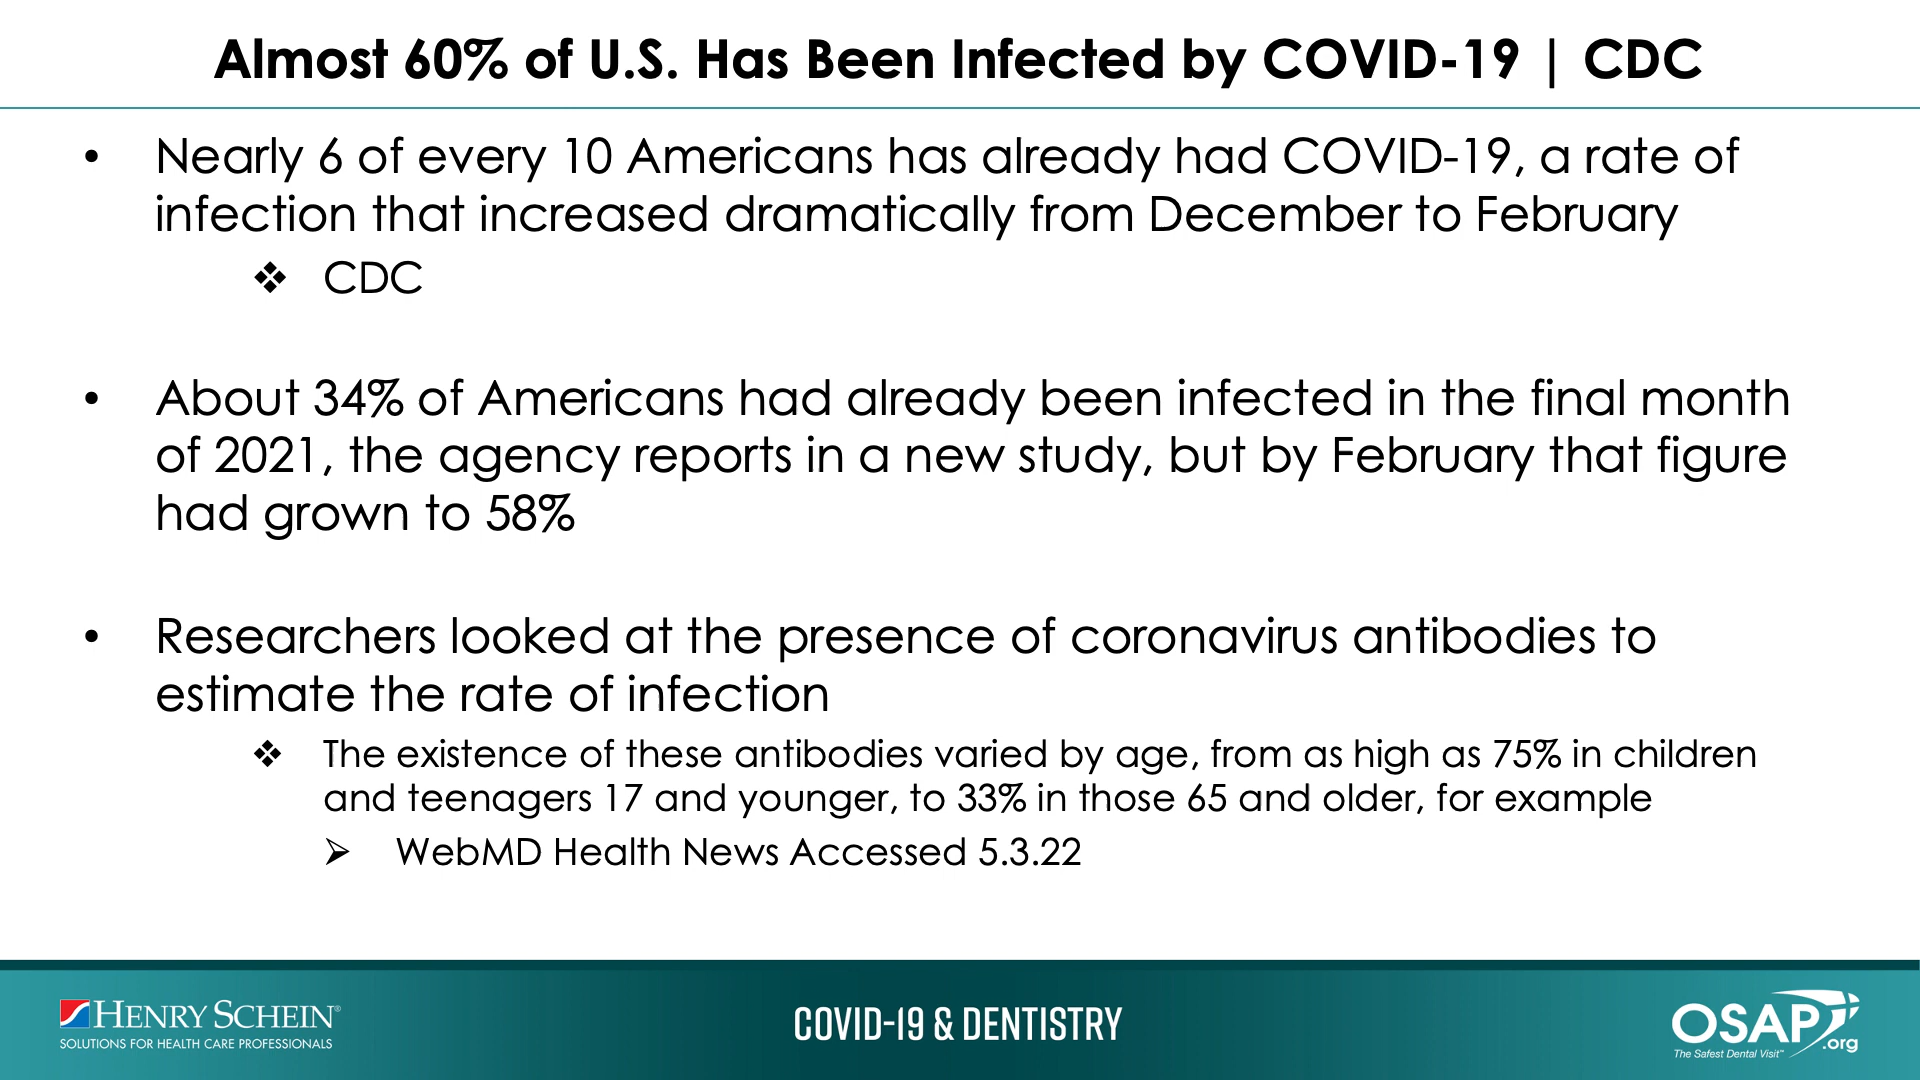 Almost 60% of U.S. Has Been Infected by COVID-19 | CDC
• Nearly 6 of every 10 Americans has already had COVID-19, a rate of
infection that increased dramatically from December to February
❖ CDC
• About 34% of Americans had already been infected in the final month
of 2021, the agency reports in a new study, but by February that figure
had grown to 58%
• Researchers looked at the presence of coronavirus antibodies to
estimate the rate of infection
❖ The existence of these antibodies varied by age, from as high as 75% in children
and teenagers 17 and younger, to 33% in those 65 and older, for example
➢ WebMD Health News Accessed 5.3.22
HENRY SCHEIN®
SOLUTIONS FOR HEALTH CARE PROFESSIONALS
COVID-19 & DENTISTRY
OSAP
.org
The Safest Dental Visit™